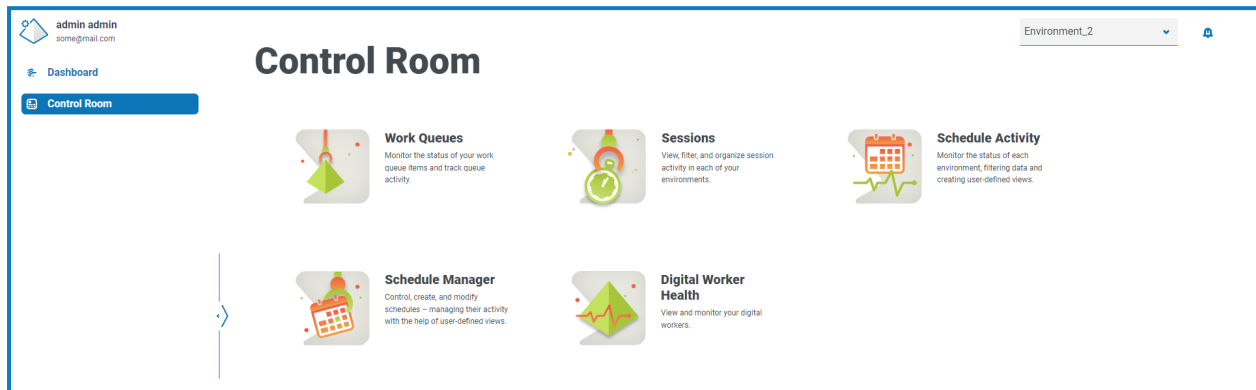 admin admin
some@mail.com
Environment_2
Dashboard
Control Room
Control Room
Work Queues
Monitor the status of your work
queue items and track queue
activity.
Sessions
View, filter, and organize session
activity in each of your
environments.
Schedule Activity
Monitor the status of each
environment, filtering data and
creating user-defined views.
Schedule Manager
Control, create, and modify
schedules – managing their activity
with the help of user-defined views.
Digital Worker
Health
View and monitor your digital
workers.